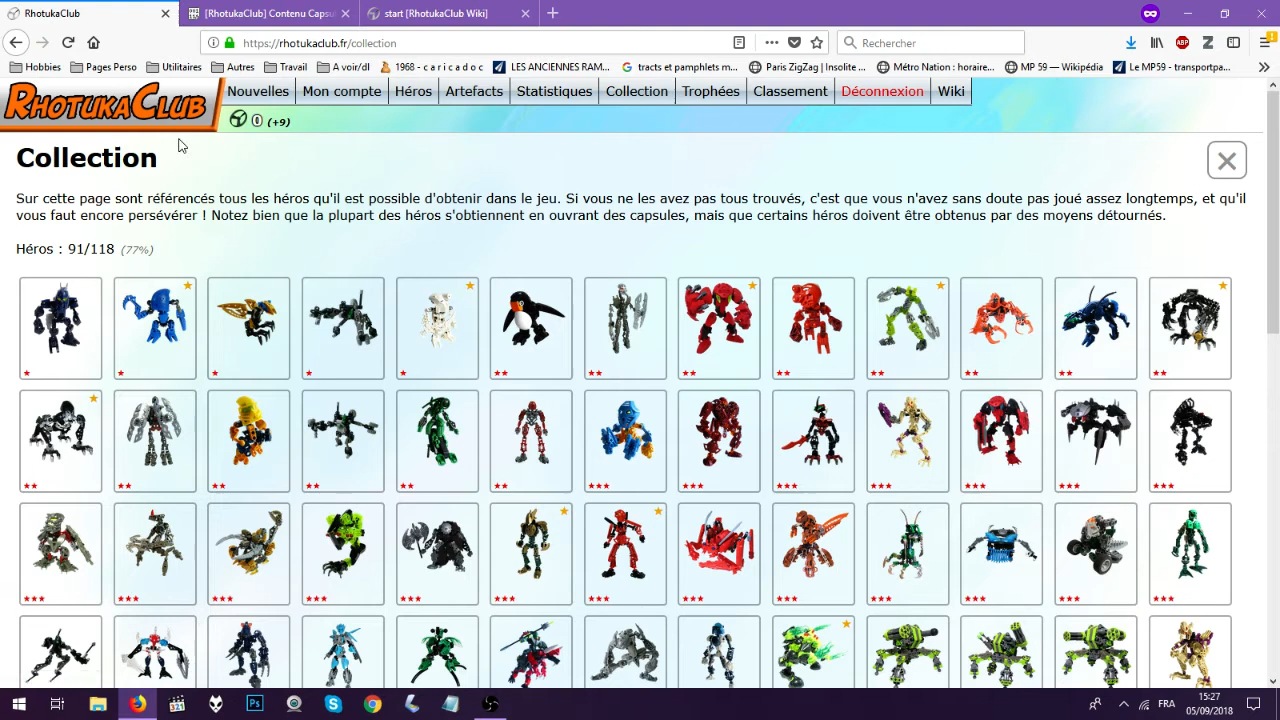 RhotukaClub
[RhotukaClub] Contenu Capsu
start [RhotukaClub Wiki]
https://rhotukaclub.fr/collection
Rechercher
Hobbies
Pages Perso
Utilitaires
Autres
Travail
A voir/dl
1968 - c a r i c a d o c
LES ANCIENNES RAM...
tracts et pamphlets m...
Paris ZigZag | Insolite ...
Métro Nation : horaire...
MP 59 — Wikipédia
Le MP59 - transportpa...
RHOTUKACLUB
Nouvelles
Mon compte
Héros
Artefacts
Statistiques
Collection
Trophées
Classement
Déconnexion
Wiki
0 (+9)
Collection
Sur cette page sont référencés tous les héros qu'il est possible d'obtenir dans le jeu. Si vous ne les avez pas tous trouvés, c'est que vous n'avez sans doute pas joué assez longtemps, et qu'il
vous faut encore persévérer ! Notez bien que la plupart des héros s'obtiennent en ouvrant des capsules, mais que certains héros doivent être obtenus par des moyens détournés.
Héros : 91/118 (77%)
FRA
15:27
05/09/2018